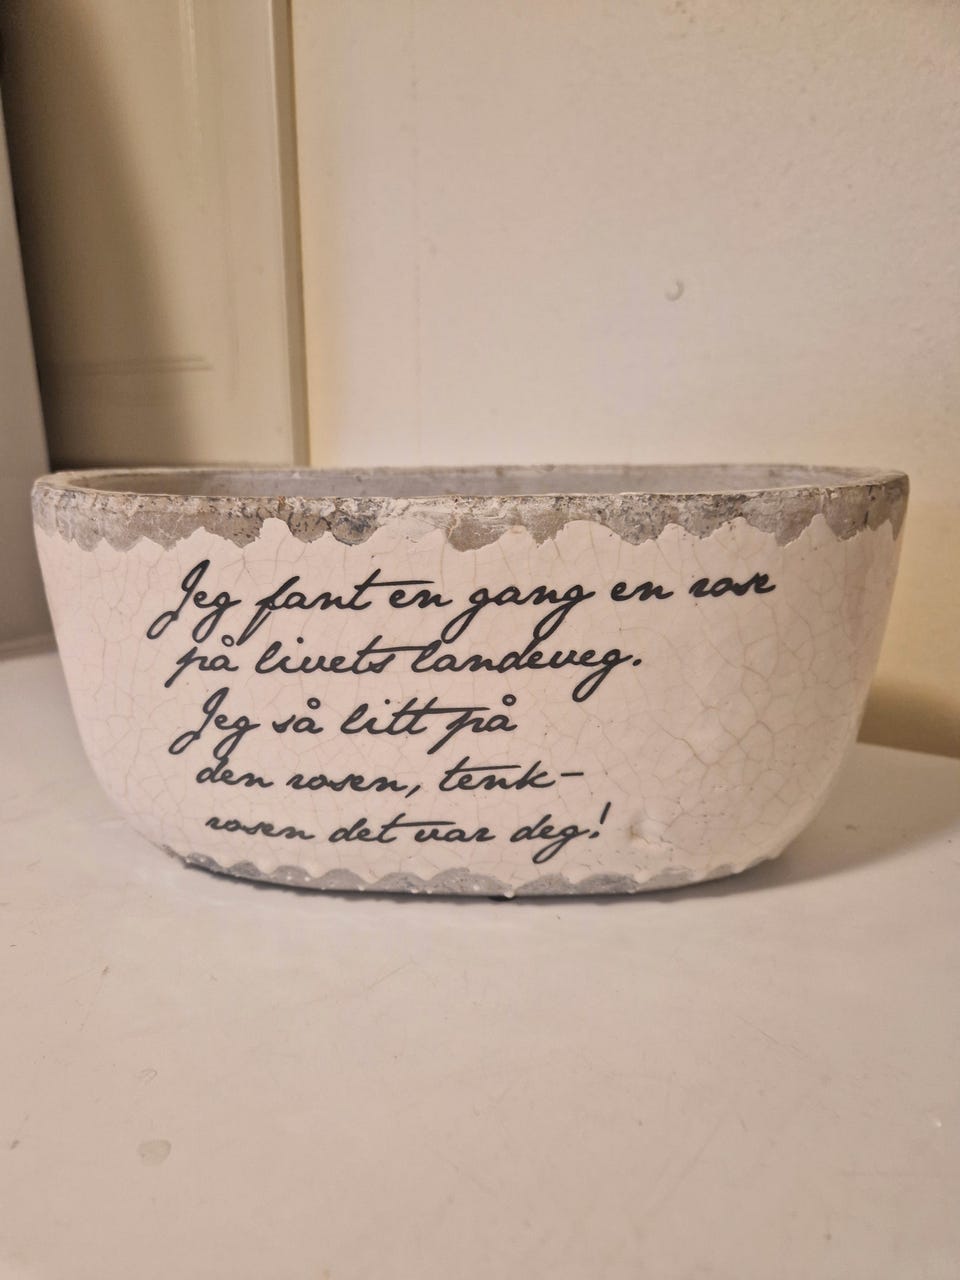 Jeg fant en gang en rose
på livets landeveg.
Jeg så litt på
den rosen, tenk-
rosen det var deg!